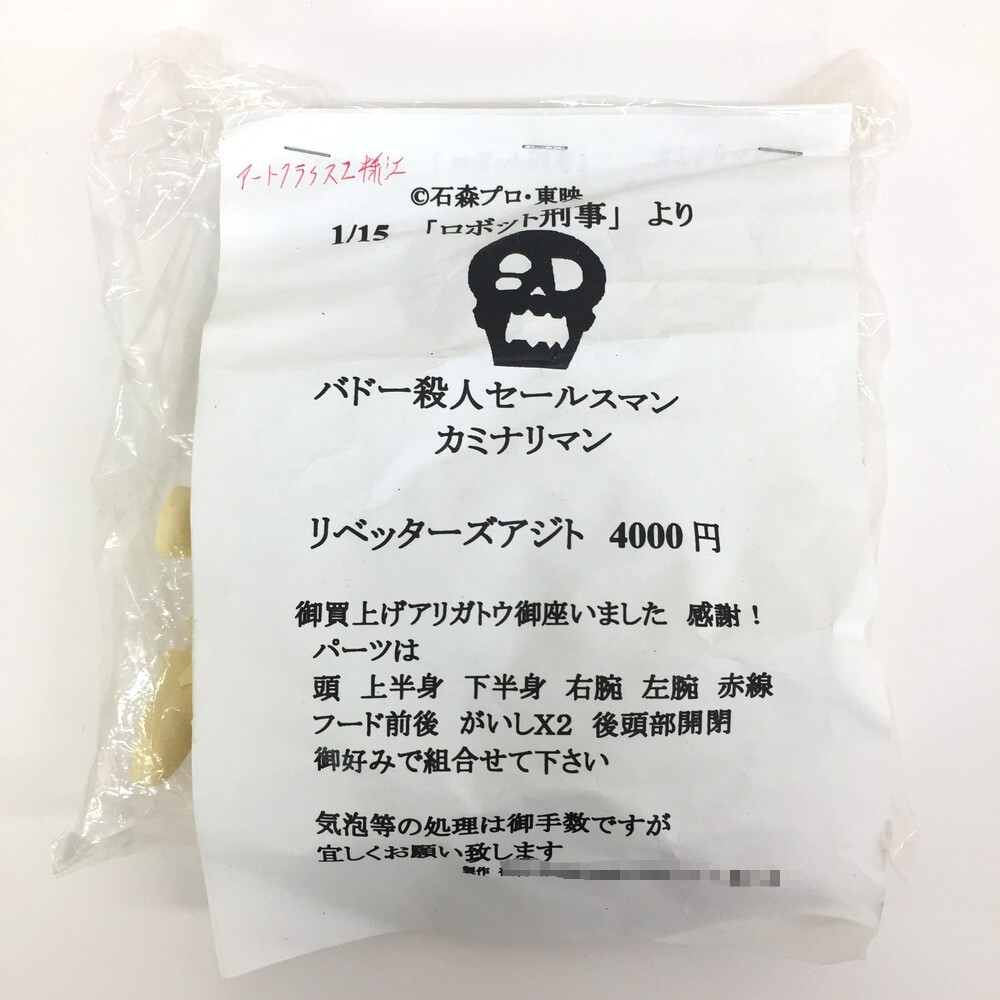 アートクライスZ様江
©石森プロ・東映
1/15 「ロボット刑事」 より
バドー殺人セールスマン
カミナリマン
リベッターズアジト 4000円
御買上げアリガトウ御座いました 感謝！
パーツは
頭 上半身 下半身 右腕 左腕 赤線
フード前後 がいしX2 後頭部開閉
御好みで組合せて下さい
気泡等の処理は御手数ですが
宜しくお願い致します
製作